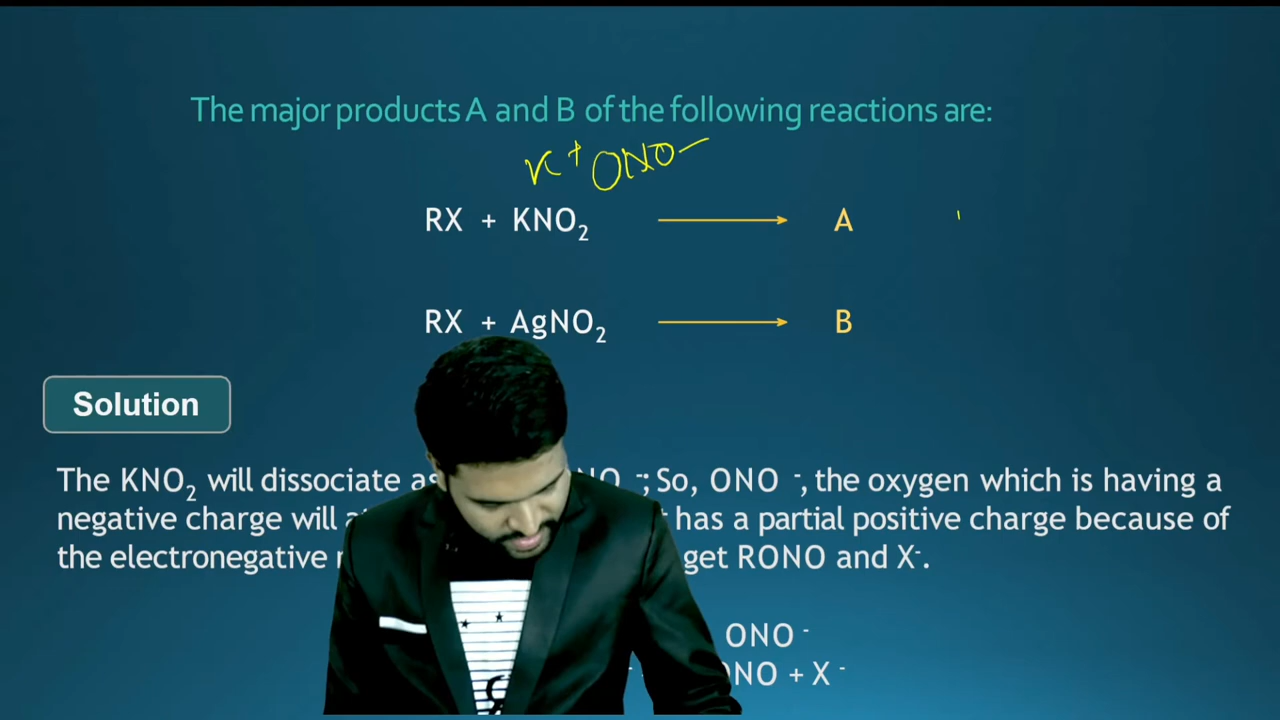 The major products A and B of the following reactions are:
K+ ONO-
RX + KNO₂ → A
RX + AgNO₂ → B
Solution
The KNO₂ will dissociate as NO ⁻; So, ONO ⁻, the oxygen which is having a
negative charge will has a partial positive charge because of
the electronegative get RONO and X⁻.
ONO ⁻
ONO + X ⁻